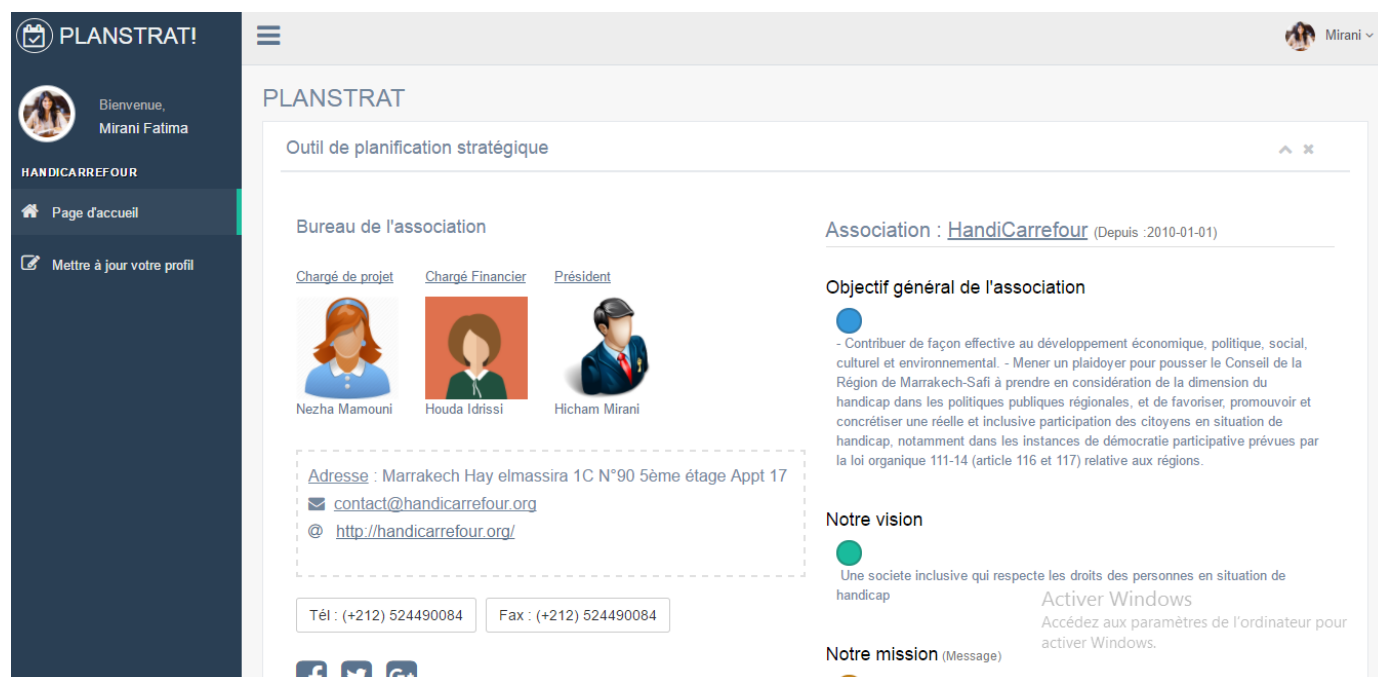 PLANSTRAT!
Mirani
Bienvenue,
Mirani Fatima
HANDICARREFOUR
Page d'accueil
Mettre à jour votre profil
PLANSTRAT
Outil de planification stratégique
Bureau de l'association
Chargé de projet
Chargé Financier
Président
Nezha Mamouni
Houda Idrissi
Hicham Mirani
Adresse : Marrakech Hay elmassira 1C N°90 5ème étage Appt 17
contact@handicarrefour.org
@ http://handicarrefour.org/
Tél : (+212) 524490084
Fax : (+212) 524490084
Association : HandiCarrefour (Depuis :2010-01-01)
Objectif général de l'association
- Contribuer de façon effective au développement économique, politique, social,
culturel et environnemental. - Mener un plaidoyer pour pousser le Conseil de la
Région de Marrakech-Safi à prendre en considération de la dimension du
handicap dans les politiques publiques régionales, et de favoriser, promouvoir et
concrétiser une réelle et inclusive participation des citoyens en situation de
handicap, notamment dans les instances de démocratie participative prévues par
la loi organique 111-14 (article 116 et 117) relative aux régions.
Notre vision
Une societe inclusive qui respecte les droits des personnes en situation de
handicap
Notre mission (Message)
Activer Windows
Accédez aux paramètres de l'ordinateur pour
activer Windows.